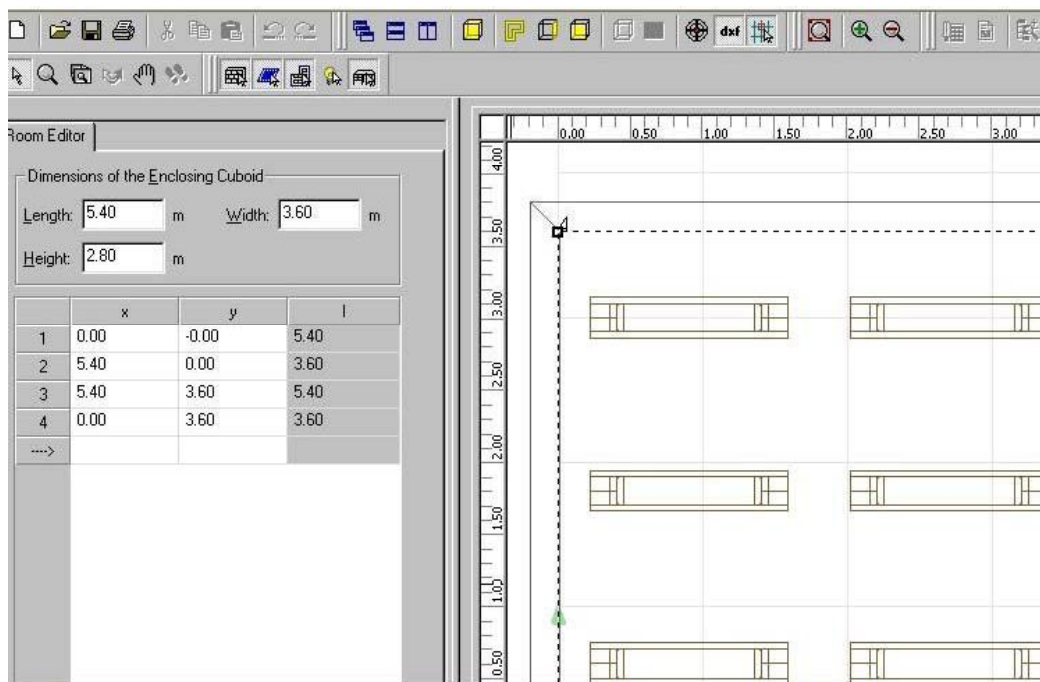 dxf
Room Editor
Dimensions of the Enclosing Cuboid
Length: 5.40 m Width: 3.60 m
Height: 2.80 m
x y l
1 0.00 -0.00 5.40
2 5.40 0.00 3.60
3 5.40 3.60 5.40
4 0.00 3.60 3.60
---->
0.00 0.50 1.00 1.50 2.00 2.50 3.00
4.00
3.50
3.00
2.50
2.00
1.50
1.00
0.50